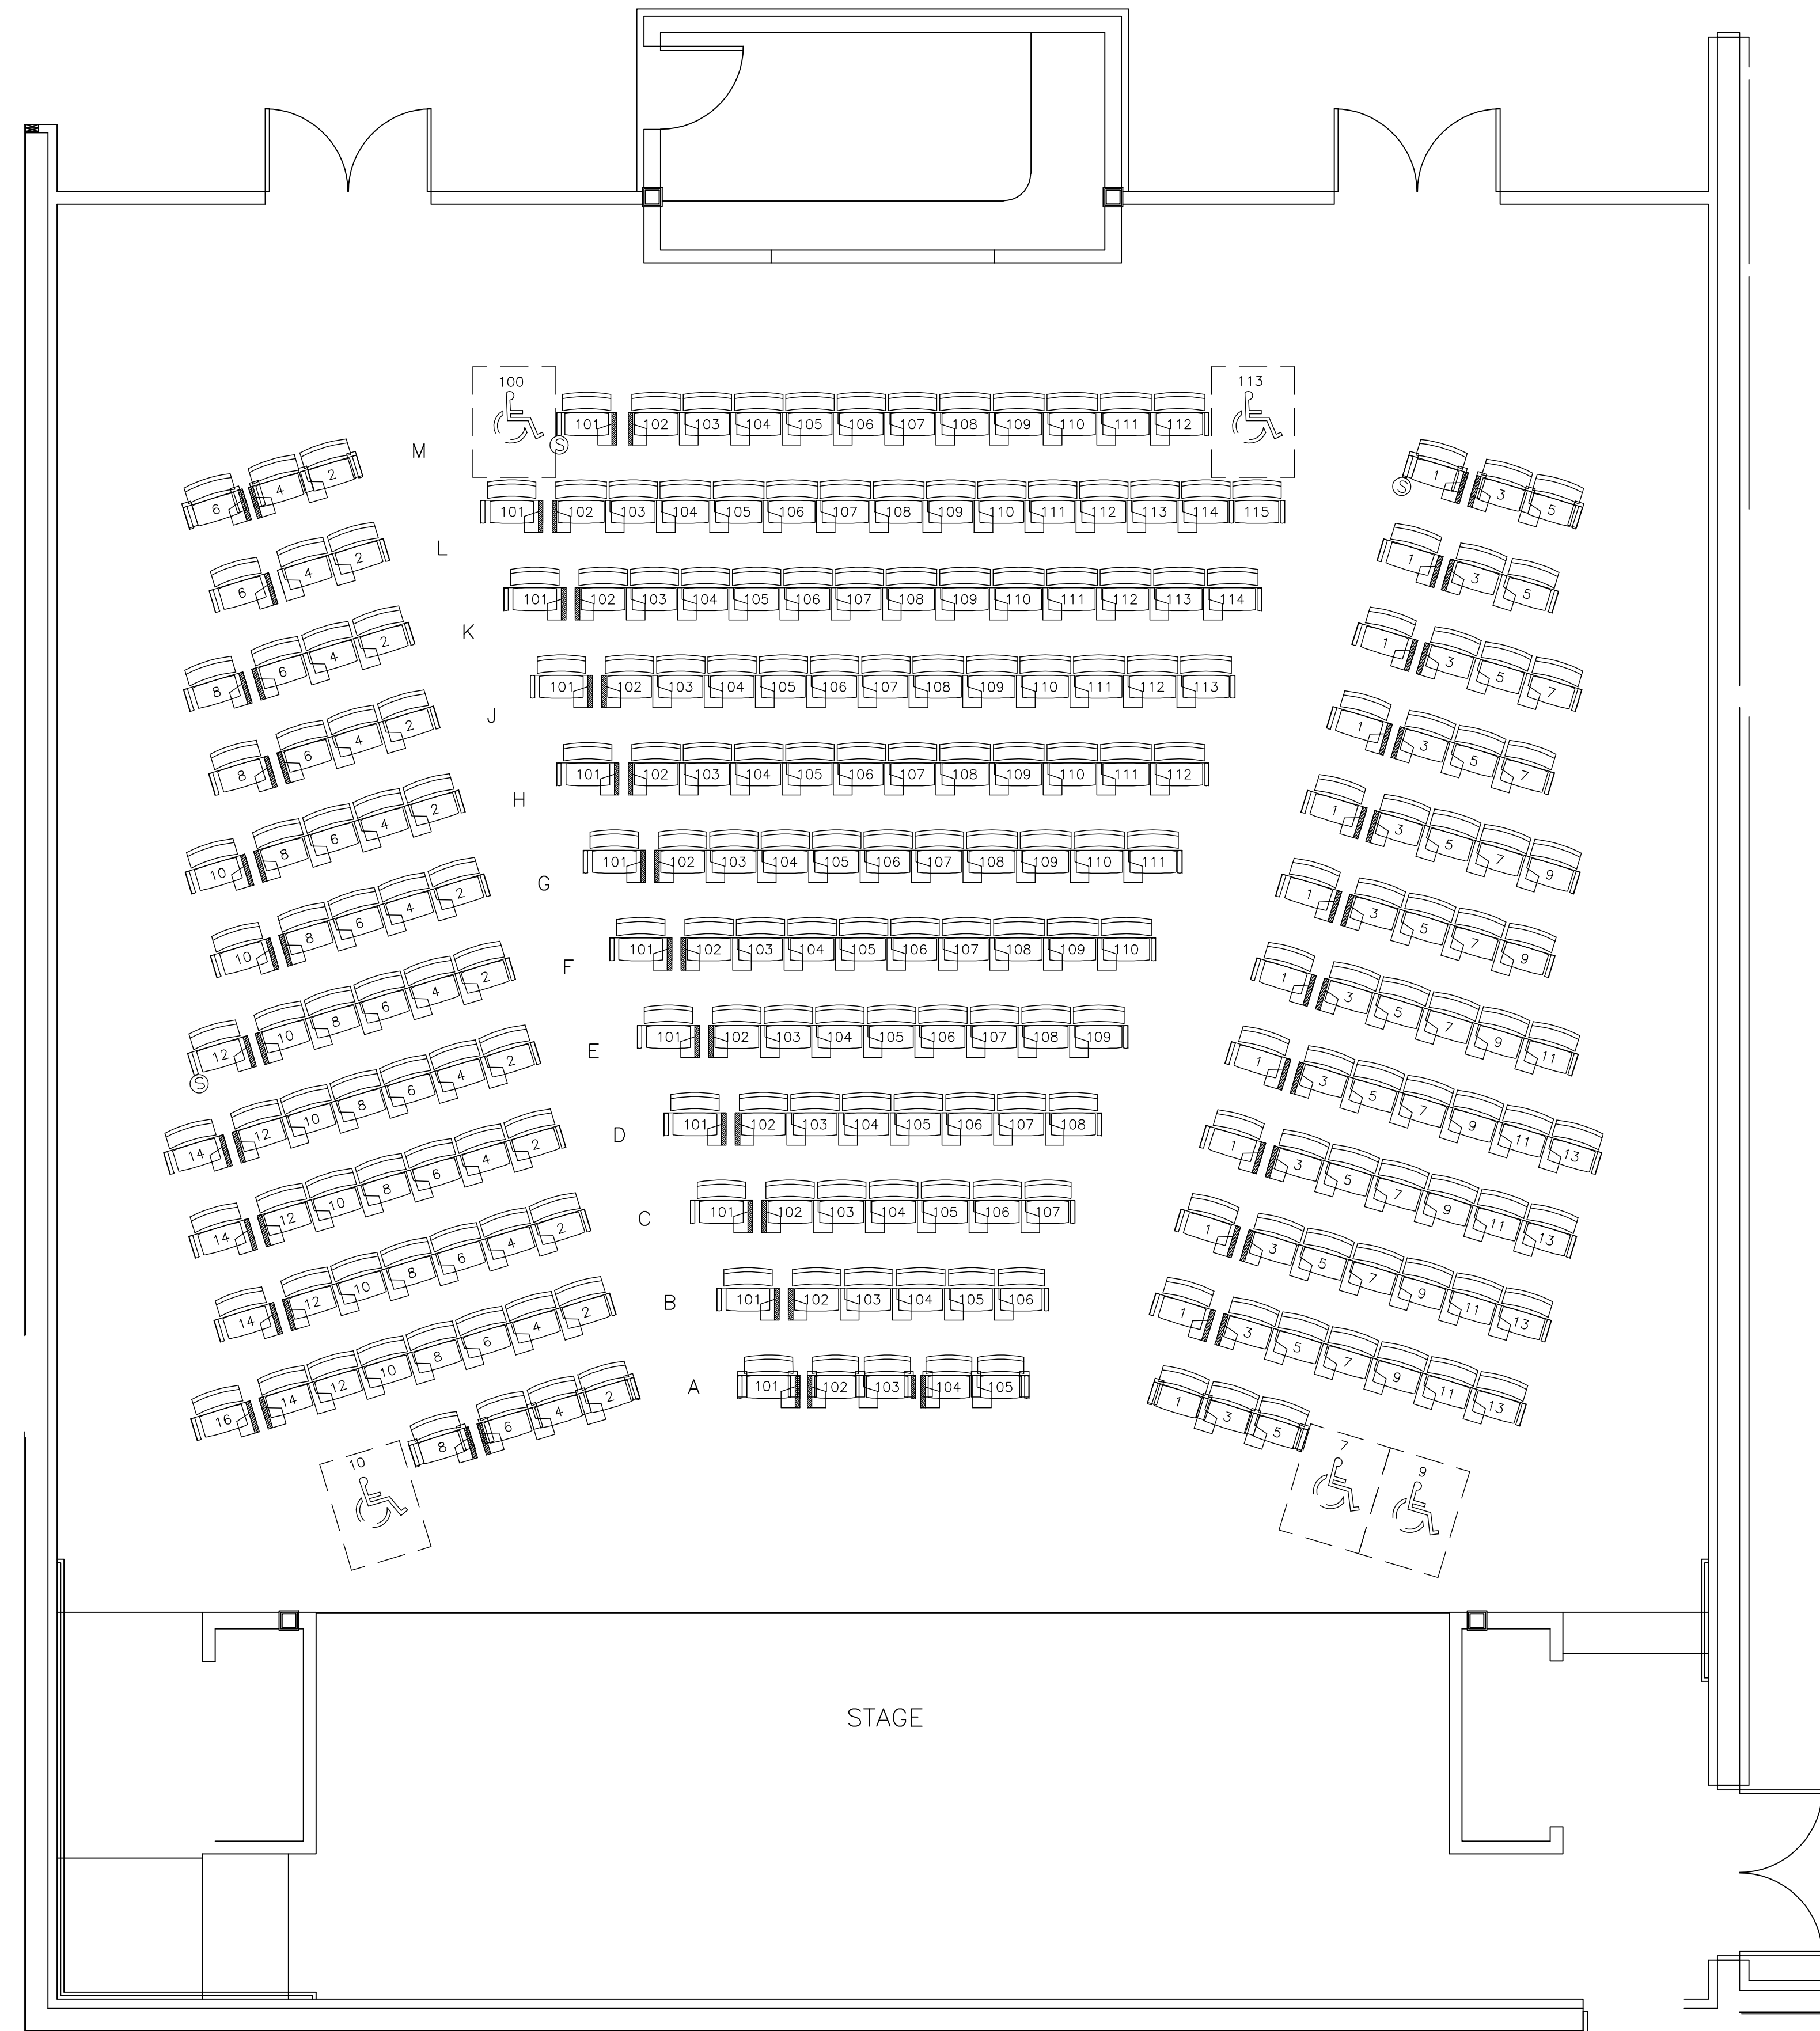 100 101 102 103 104 105 106 107 108 109 110 111 112 113
S
6 4 2 M 1 3 5
S
6 4 2 L 101 102 103 104 105 106 107 108 109 110 111 112 113 114 115 1 3 5
8 6 4 2 K 101 102 103 104 105 106 107 108 109 110 111 112 113 114 1 3 5 7
8 6 4 2 J 101 102 103 104 105 106 107 108 109 110 111 112 113 1 3 5 7
10 8 6 4 2 H 101 102 103 104 105 106 107 108 109 110 111 112 1 3 5 7 9
10 8 6 4 2 G 101 102 103 104 105 106 107 108 109 110 111 1 3 5 7 9
12 10 8 6 4 2 F 101 102 103 104 105 106 107 108 109 110 1 3 5 7 9 11
S
14 12 10 8 6 4 2 E 101 102 103 104 105 106 107 108 109 1 3 5 7 9 11 13
14 12 10 8 6 4 2 D 101 102 103 104 105 106 107 108 1 3 5 7 9 11 13
14 12 10 8 6 4 2 C 101 102 103 104 105 106 107 1 3 5 7 9 11 13
16 14 12 10 8 6 4 2 B 101 102 103 104 105 106 1 3 5 7 9 11 13
10 8 6 4 2 A 101 102 103 104 105 1 3 5 7 9
STAGE